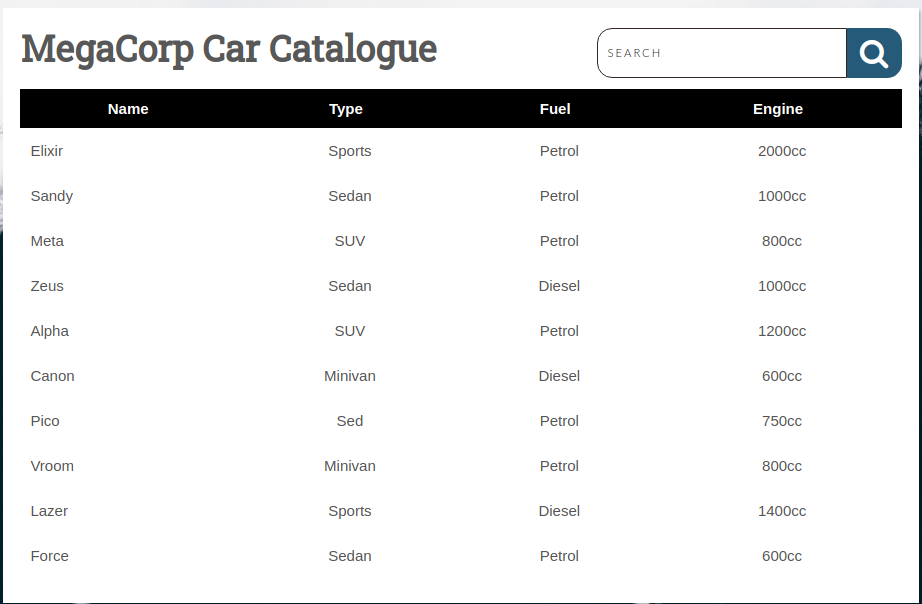 MegaCorp Car Catalogue
SEARCH
Name Type Fuel Engine
Elixir Sports Petrol 2000cc
Sandy Sedan Petrol 1000cc
Meta SUV Petrol 800cc
Zeus Sedan Diesel 1000cc
Alpha SUV Petrol 1200cc
Canon Minivan Diesel 600cc
Pico Sed Petrol 750cc
Vroom Minivan Petrol 800cc
Lazer Sports Diesel 1400cc
Force Sedan Petrol 600cc